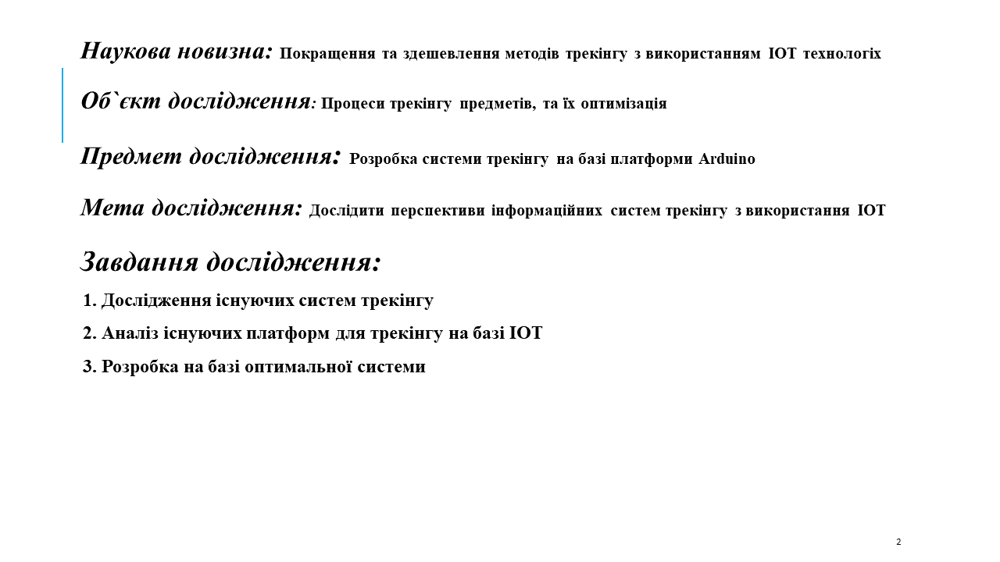 Наукова новизна: Покращення та здешевлення методів трекінгу з використанням ІОТ технологіх
Об`єкт дослідження: Процеси трекінгу предметів, та їх оптимізація
Предмет дослідження: Розробка системи трекінгу на базі платформи Arduino
Мета дослідження: Дослідити перспективи інформаційних систем трекінгу з використання ІОТ
Завдання дослідження:
1. Дослідження існуючих систем трекінгу
2. Аналіз існуючих платформ для трекінгу на базі ІОТ
3. Розробка на базі оптимальної системи
2